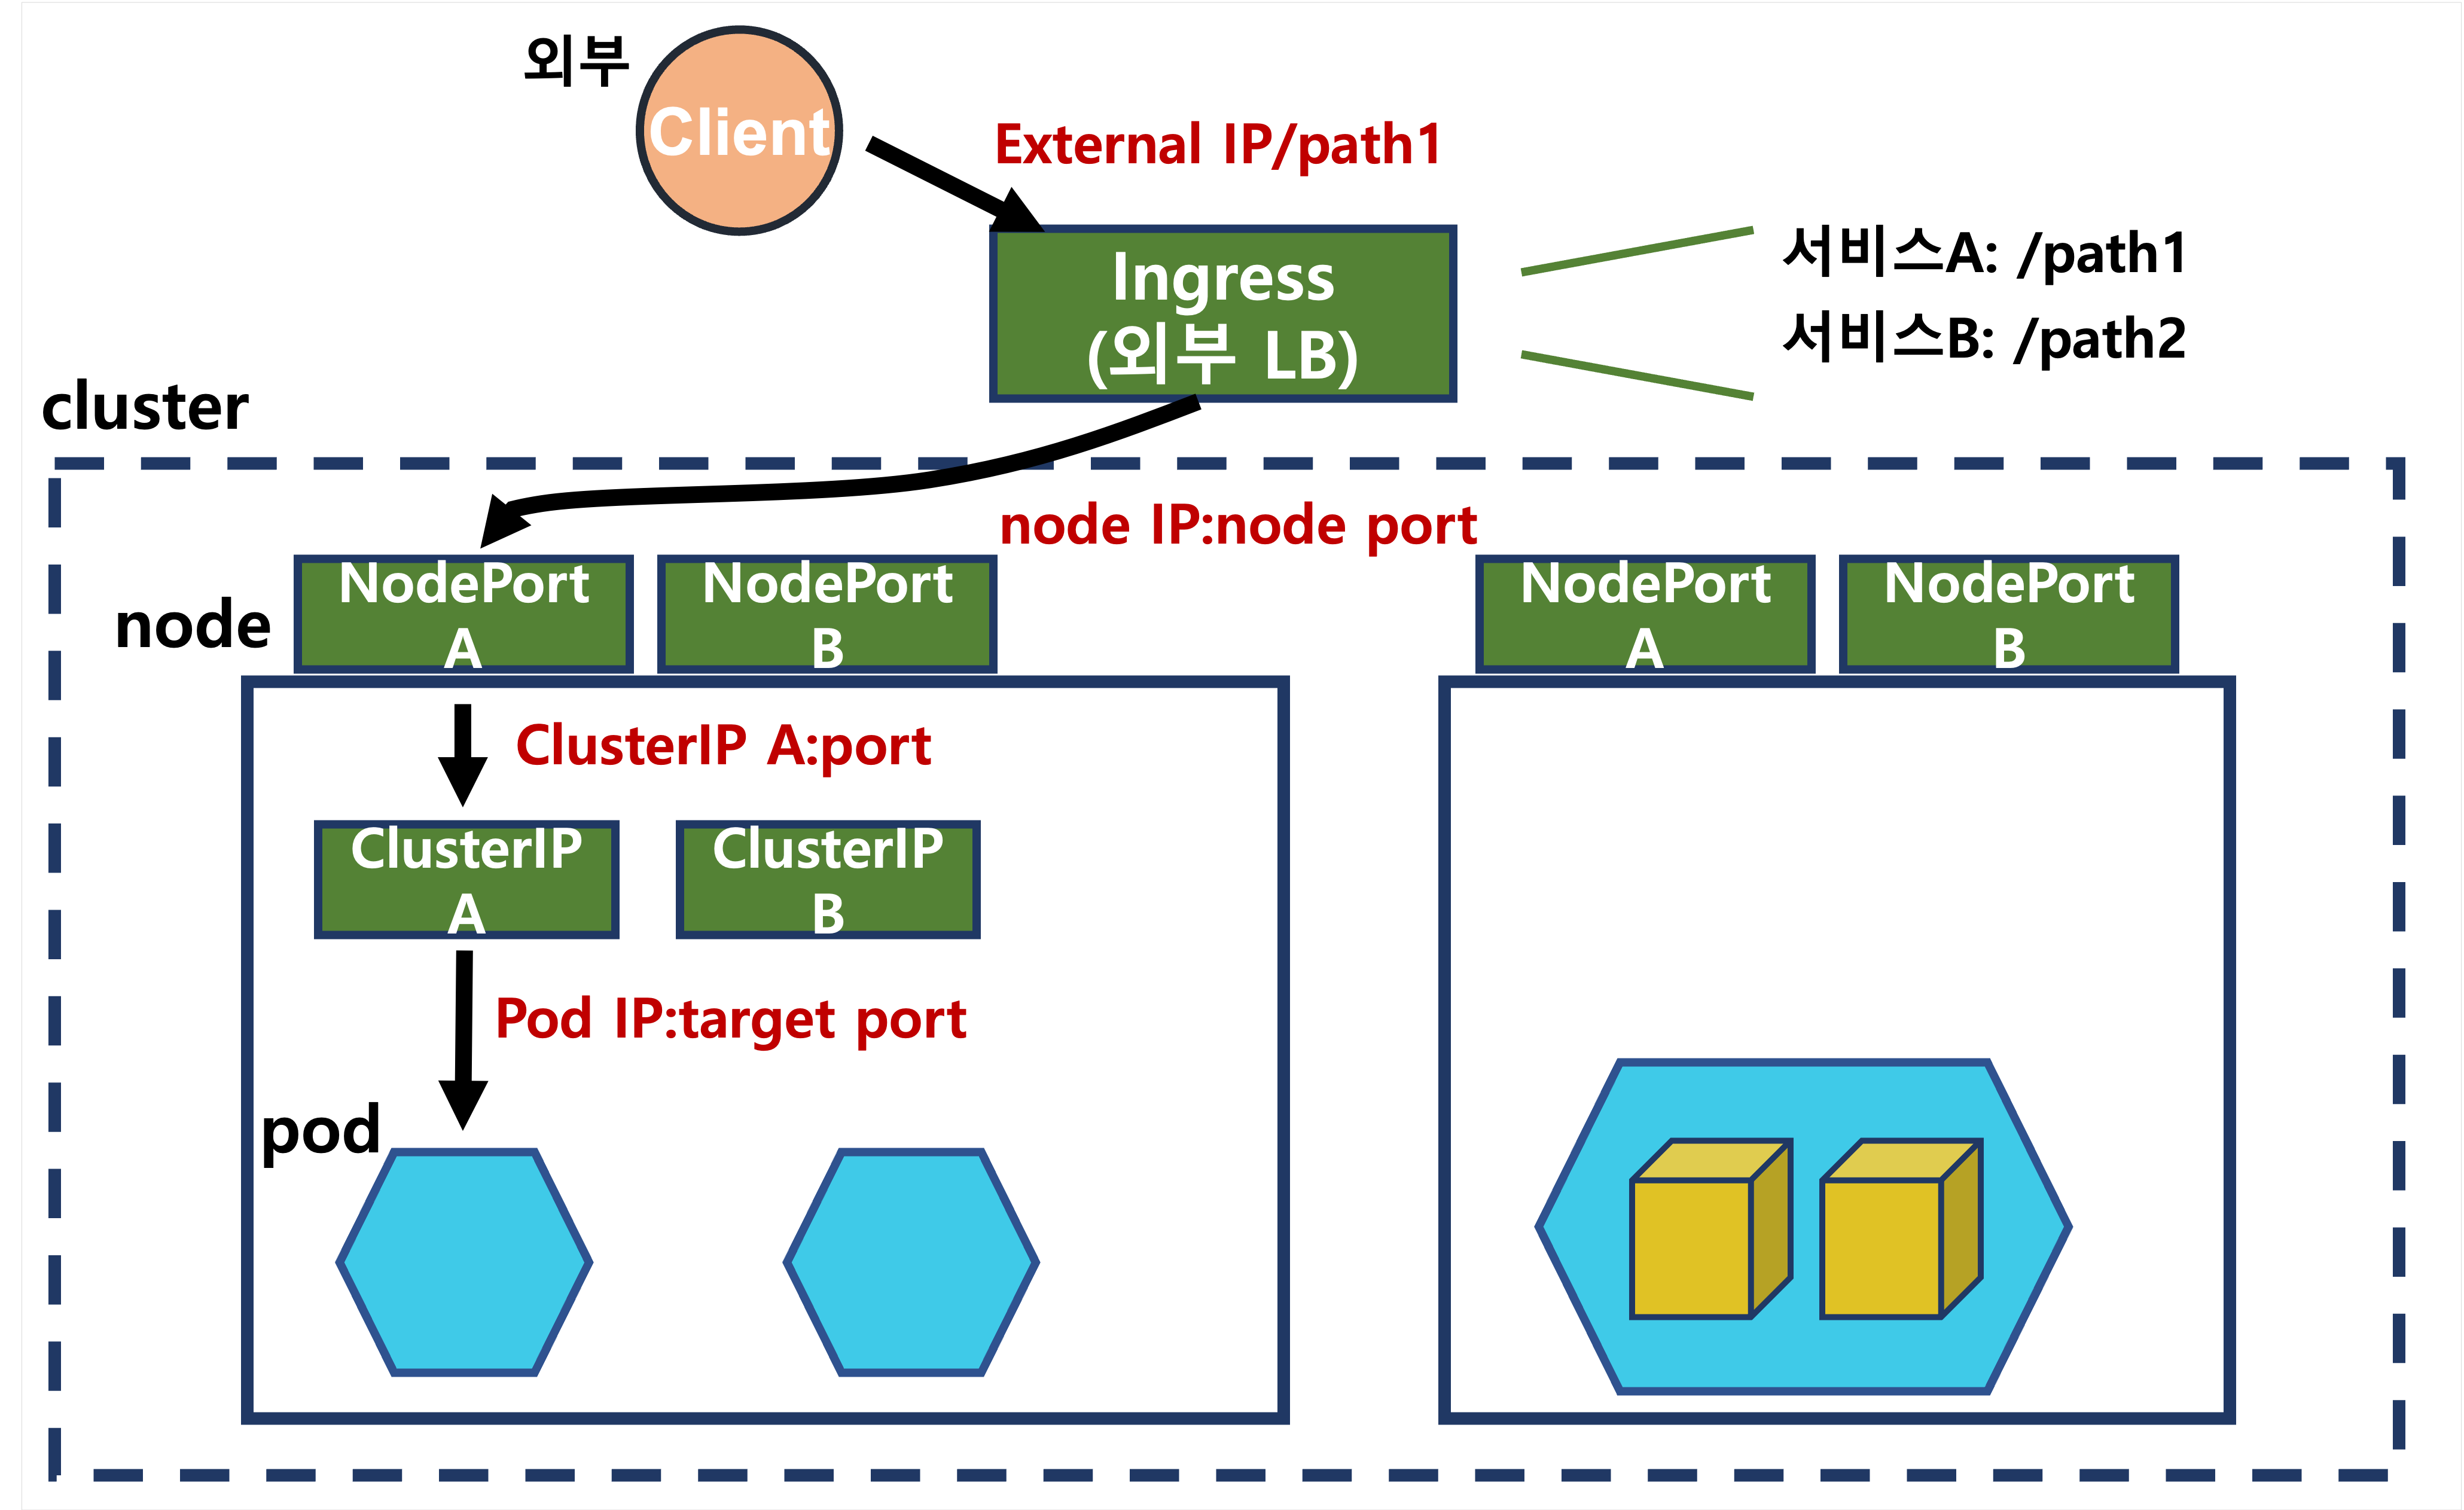 외부
Client
External IP/path1
Ingress
(외부 LB)
서비스A: /path1
서비스B: /path2
cluster
node IP:node port
node
NodePort
A
NodePort
B
NodePort
A
NodePort
B
ClusterIP A:port
ClusterIP
A
ClusterIP
B
Pod IP:target port
pod